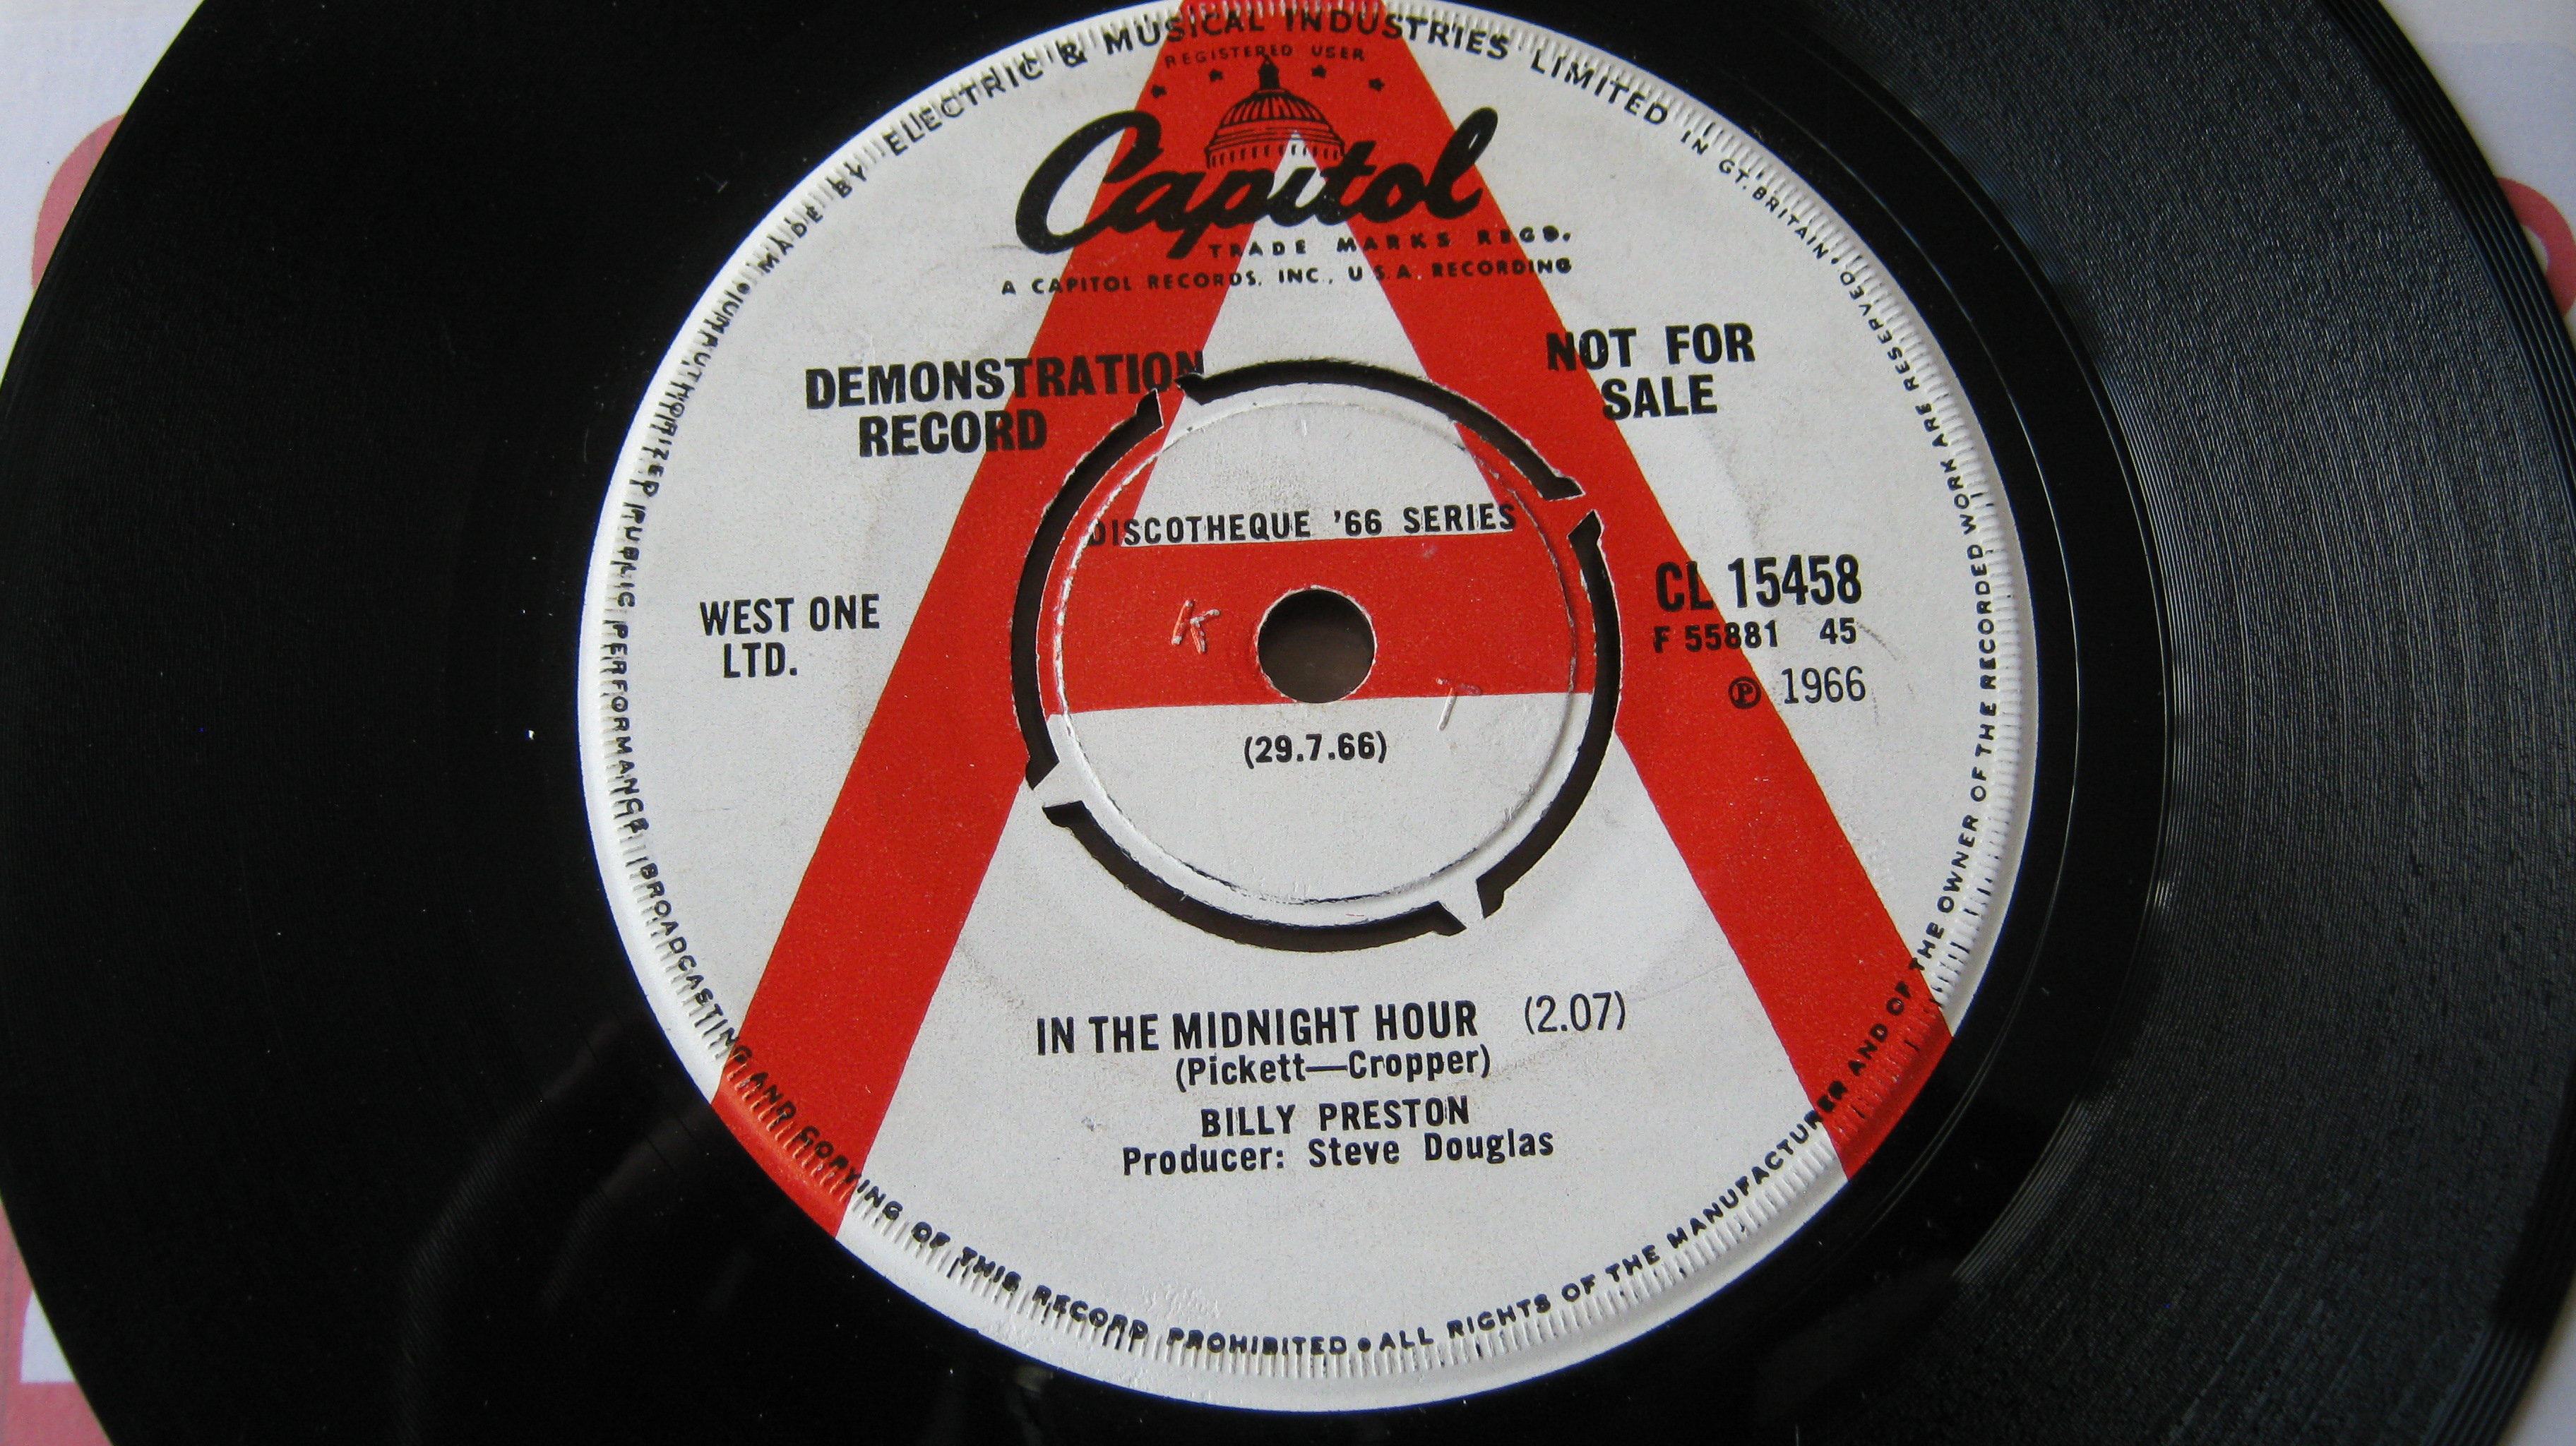 MADE BY ELECTRIC & MUSICAL INDUSTRIES LIMITED IN GT. BRITAIN •
REGISTERED USER
Capitol
TRADE MARKS REGD.
A CAPITOL RECORDS, INC., U.S.A. RECORDING
DEMONSTRATION
RECORD
NOT FOR
SALE
DISCOTHEQUE '66 SERIES
WEST ONE
LTD.
CL 15458
F 55881 45
Ⓟ 1966
K
T
(29.7.66)
IN THE MIDNIGHT HOUR (2.07)
(Pickett—Cropper)
BILLY PRESTON
Producer: Steve Douglas
ALL RIGHTS OF THE MANUFACTURER AND OF THE OWNER OF THE RECORDED WORK ARE RESERVED •
UNAUTHORIZED PUBLIC PERFORMANCE BROADCASTING AND COPYING OF THIS RECORD PROHIBITED •